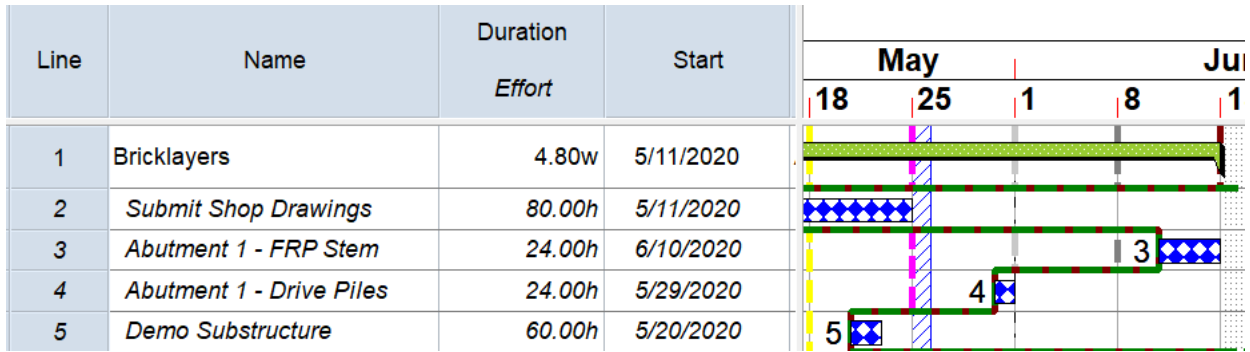 Line Name Duration Effort Start
May Jun
18 25 1 8 1
1 Bricklayers 4.80w 5/11/2020
2 Submit Shop Drawings 80.00h 5/11/2020
3 Abutment 1 - FRP Stem 24.00h 6/10/2020 3
4 Abutment 1 - Drive Piles 24.00h 5/29/2020 4
5 Demo Substructure 60.00h 5/20/2020 5